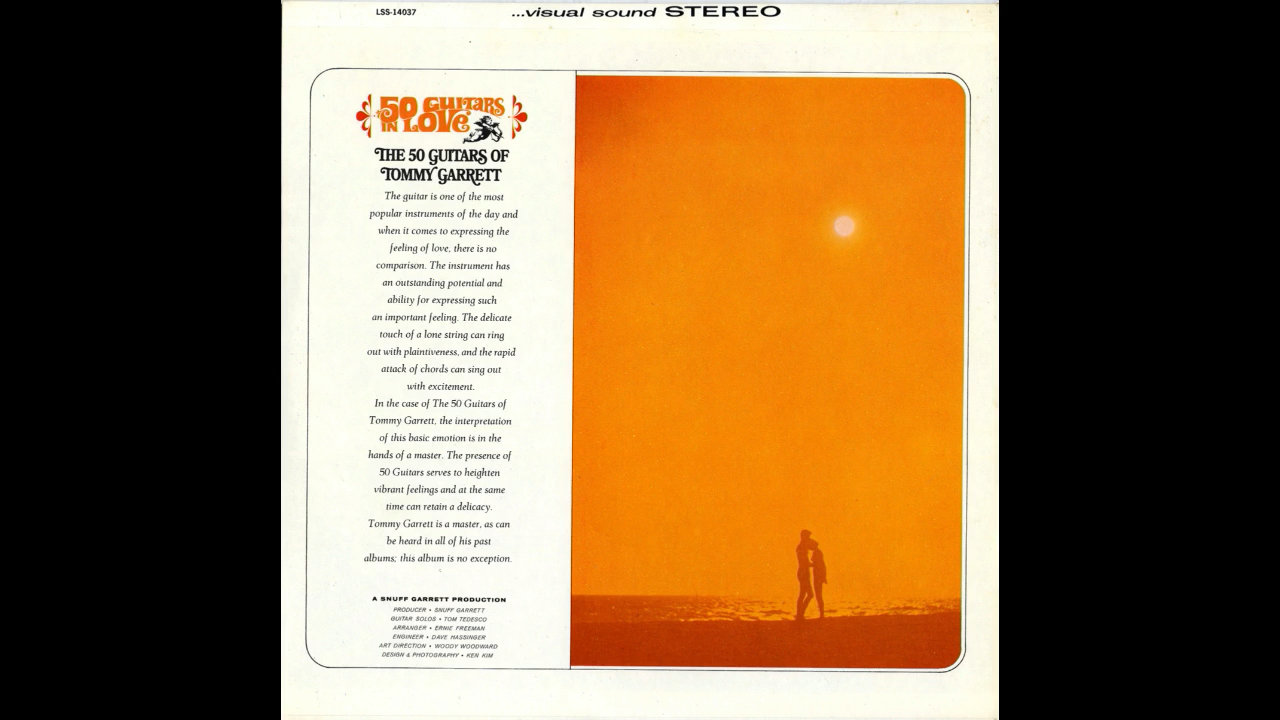 LSS-14037
...visual sound STEREO
50 GUITARS
IN LOVE
THE 50 GUITARS OF
TOMMY GARRETT
The guitar is one of the most
popular instruments of the day and
when it comes to expressing the
feeling of love, there is no
comparison. The instrument has
an outstanding potential and
ability for expressing such
an important feeling. The delicate
touch of a lone string can ring
out with plaintiveness, and the rapid
attack of chords can sing out
with excitement.
In the case of The 50 Guitars of
Tommy Garrett, the interpretation
of this basic emotion is in the
hands of a master. The presence of
50 Guitars serves to heighten
vibrant feelings and at the same
time can retain a delicacy.
Tommy Garrett is a master, as can
be heard in all of his past
albums; this album is no exception.
A SNUFF GARRETT PRODUCTION
PRODUCER • SNUFF GARRETT
GUITAR SOLOS • TOM TEDESCO
ARRANGER • ERNIE FREEMAN
ENGINEER • DAVE HASSINGER
ART DIRECTION • WOODY WOODWARD
DESIGN & PHOTOGRAPHY • KEN KIM